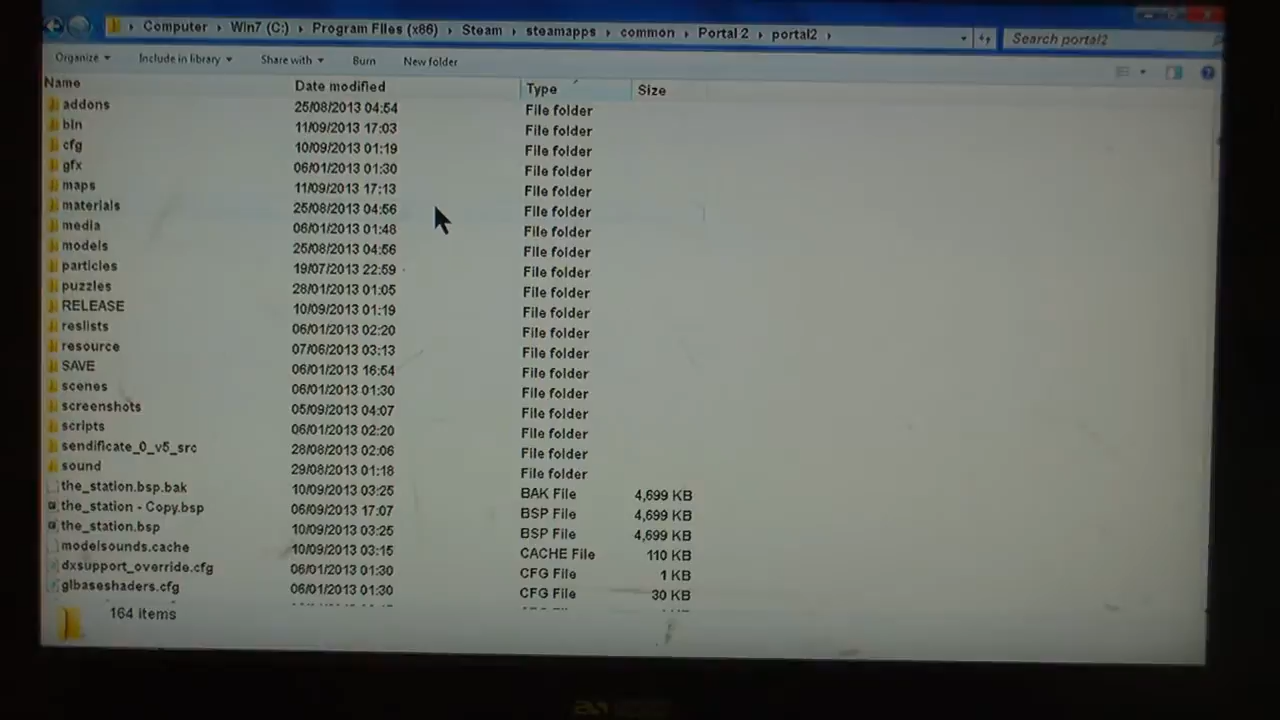 Computer Win7 (C:) Program Files (x86) Steam steamapps common Portal 2 portal2 Search portal2
Organize Include in library Share with Burn New folder
Name Date modified Type Size
addons 25/08/2013 04:54 File folder
bin 11/09/2013 17:03 File folder
cfg 10/09/2013 01:19 File folder
gfx 06/01/2013 01:30 File folder
maps 11/09/2013 17:13 File folder
materials 25/08/2013 04:56 File folder
media 06/01/2013 01:48 File folder
models 25/08/2013 04:56 File folder
particles 19/07/2013 22:59 File folder
puzzles 28/01/2013 01:05 File folder
RELEASE 10/09/2013 01:19 File folder
reslists 06/01/2013 02:20 File folder
resource 07/06/2013 03:13 File folder
SAVE 06/01/2013 16:54 File folder
scenes 06/01/2013 01:30 File folder
screenshots 05/09/2013 04:07 File folder
scripts 06/01/2013 02:20 File folder
sendificate_0_v5_src 28/08/2013 02:06 File folder
sound 29/08/2013 01:18 File folder
the_station.bsp.bak 10/09/2013 03:25 BAK File 4,699 KB
the_station - Copy.bsp 06/09/2013 17:07 BSP File 4,699 KB
the_station.bsp 10/09/2013 03:25 BSP File 4,699 KB
modelsounds.cache 10/09/2013 03:15 CACHE File 110 KB
dxsupport_override.cfg 06/01/2013 01:30 CFG File 1 KB
glbaseshaders.cfg 06/01/2013 01:30 CFG File 30 KB
164 items